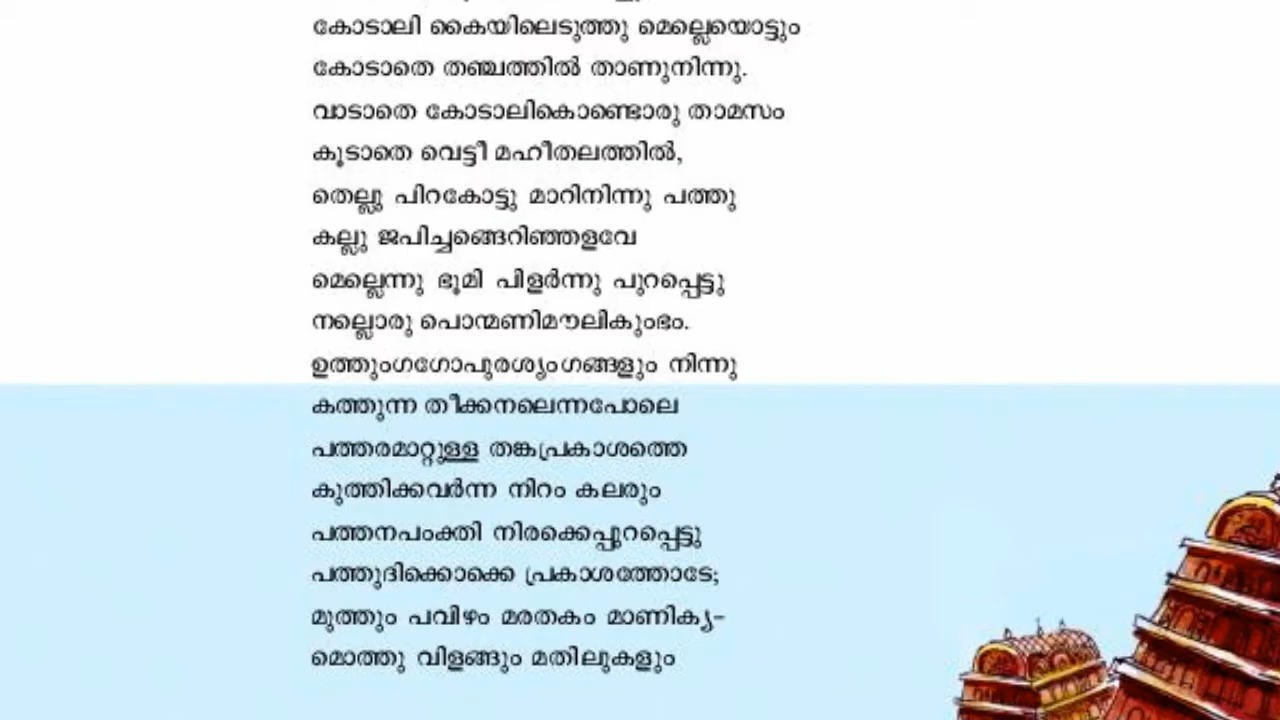 കോടാലി കൈയിലെടുത്തു മെല്ലെയൊട്ടും
കോടാതെ തഞ്ചത്തിൽ താണുനിന്നു.
വാടാതെ കോടാലികൊണ്ടൊരു താമസം
കൂടാതെ വെട്ടീ മഹീതലത്തിൽ,
തെല്ലു പിറകോട്ടു മാറിനിന്നു പത്തു
കല്ലു ജപിച്ചങ്ങെറിഞ്ഞളവേ
മെല്ലെന്നു ഭൂമി പിളർന്നു പുറപ്പെട്ടു
നല്ലൊരു പൊന്മണിമൗലികുംഭം.
ഉത്തുംഗഗോപുരശൃംഗങ്ങളും നിന്നു
കത്തുന്ന തീക്കനലെന്നപോലെ
പത്തരമാറ്റുള്ള തങ്കപ്രകാശത്തെ
കുത്തിക്കവർന്ന നിറം കലരും
പത്തനപംക്തി നിരക്കെപ്പുറപ്പെട്ടു
പത്തുദിക്കൊക്കെ പ്രകാശത്തോടേ;
മുത്തും പവിഴം മരതകം മാണിക്യ-
മൊത്തു വിളങ്ങും മതിലുകളും